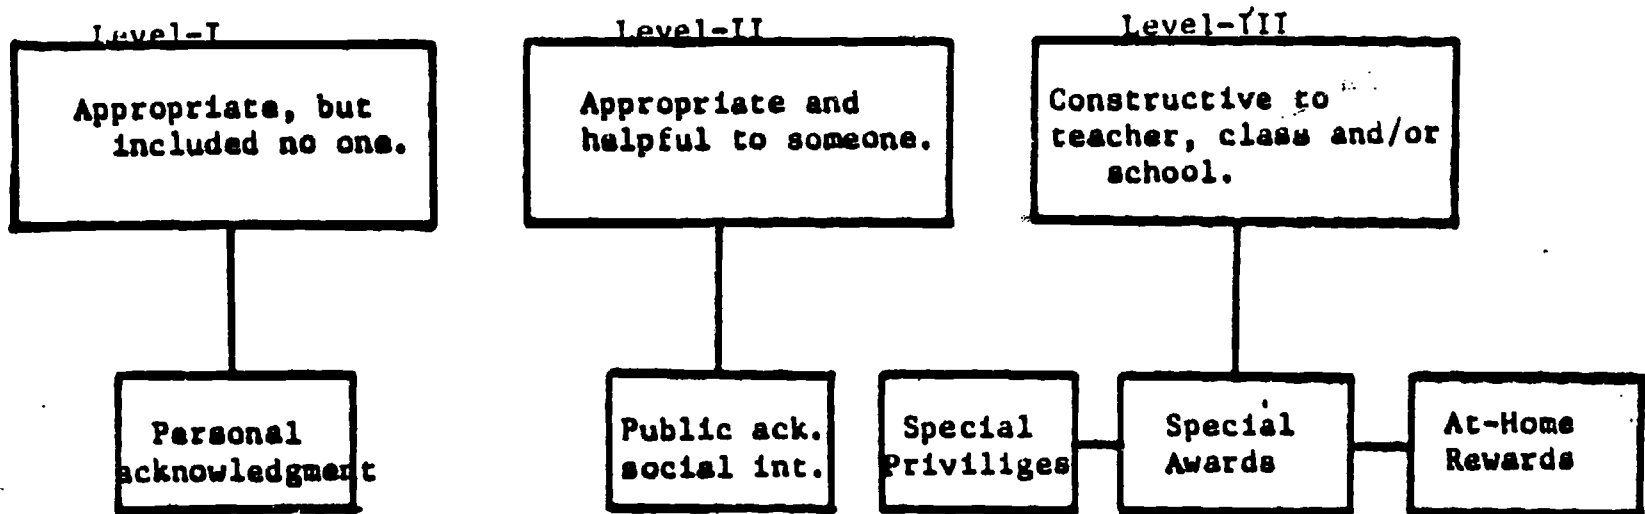 Level-I
Level-II
Level-III
Appropriate, but
included no one.
Appropriate and
helpful to someone.
Constructive to
teacher, class and/or
school.
Personal
acknowledgment
Public ack.
social int.
Special
Priviliges
Special
Awards
At-Home
Rewards